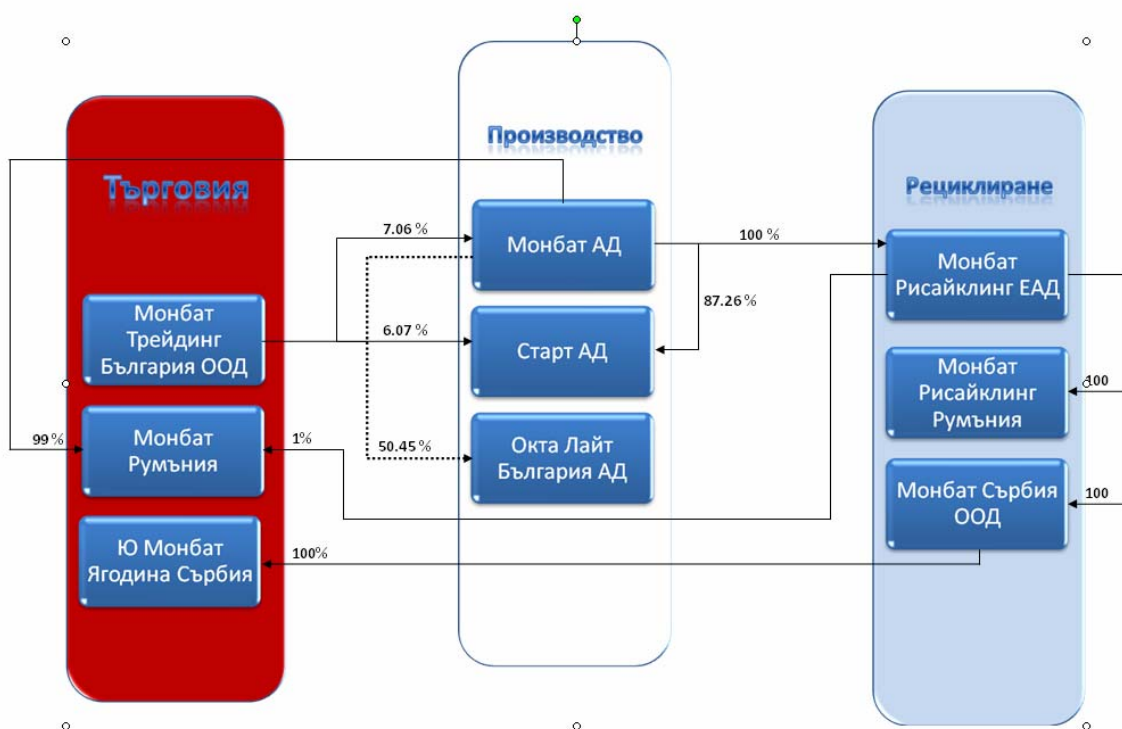 Търговия
Монбат
Трейдинг
България ООД
Монбат
Румъния
Ю Монбат
Ягодина Сърбия
Производство
Монбат АД
Старт АД
Окта Лайт
България АД
Рециклиране
Монбат
Рисайклинг ЕАД
Монбат
Рисайклинг
Румъния
Монбат Сърбия
ООД
7.06 %
100 %
87.26 %
6.07 %
100
99 %
1%
50.45 %
100
100%